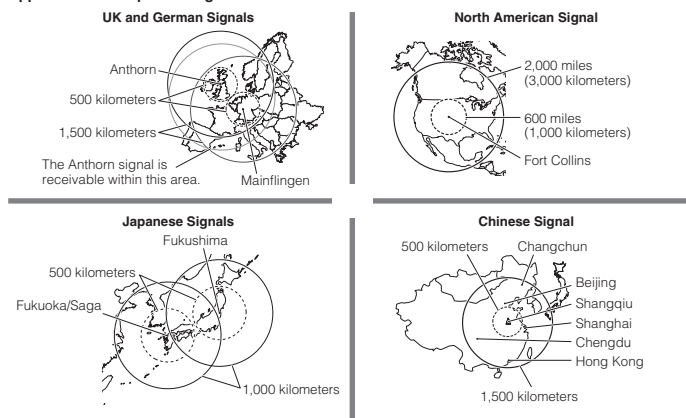 UK and German Signals
Anthorn
500 kilometers
1,500 kilometers
The Anthorn signal is
receivable within this area.
Mainflingen
North American Signal
2,000 miles
(3,000 kilometers)
600 miles
(1,000 kilometers)
Fort Collins
Japanese Signals
Fukushima
500 kilometers
Fukuoka/Saga
1,000 kilometers
Chinese Signal
500 kilometers
Changchun
Beijing
Shangqiu
Shanghai
Chengdu
Hong Kong
1,500 kilometers